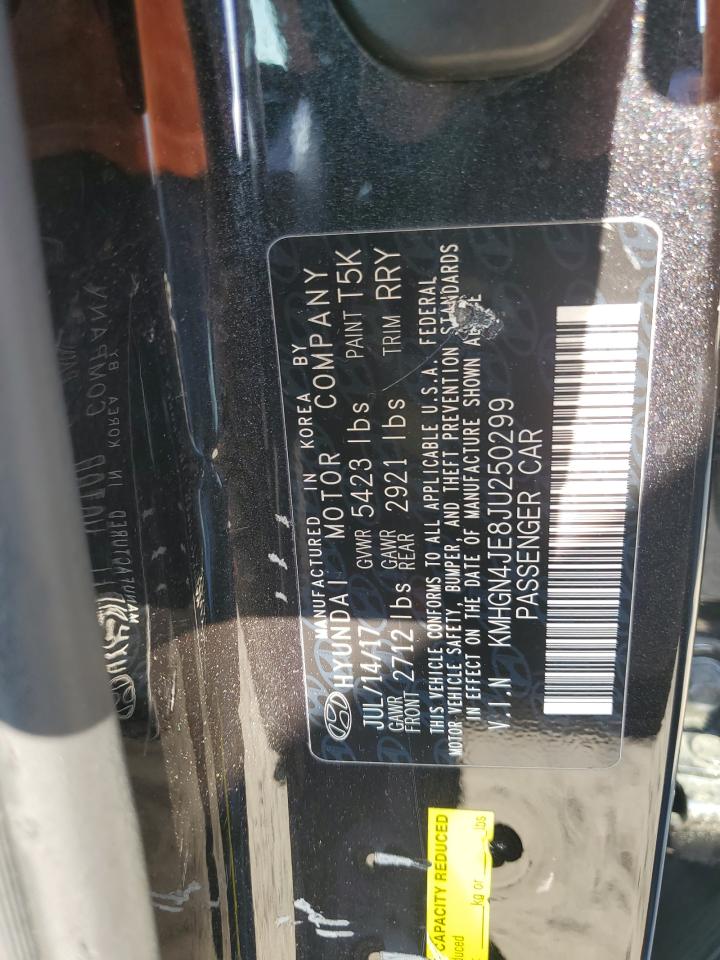 MANUFACTURED IN KOREA BY
HYUNDAI MOTOR COMPANY
JUL/14/17 GVWR 5423 lbs PAINT T5K
GAWR FRONT 2712 lbs GAWR REAR 2921 lbs TRIM RRY
THIS VEHICLE CONFORMS TO ALL APPLICABLE U.S.A. FEDERAL
MOTOR VEHICLE SAFETY, BUMPER, AND THEFT PREVENTION STANDARDS
IN EFFECT ON THE DATE OF MANUFACTURE SHOWN
V.I.N KMHGN4JE8JU250299
PASSENGER CAR
CAPACITY REDUCED
kg or lbs